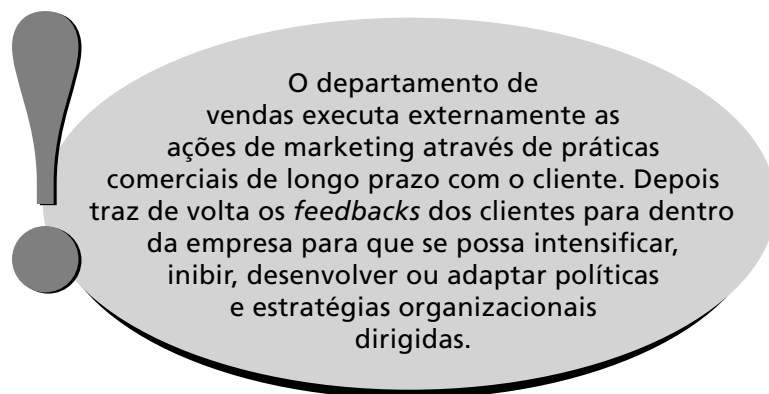 O departamento de
vendas executa externamente as
ações de marketing através de práticas
comerciais de longo prazo com o cliente. Depois
traz de volta os feedbacks dos clientes para dentro
da empresa para que se possa intensificar,
inibir, desenvolver ou adaptar políticas
e estratégias organizacionais
dirigidas.